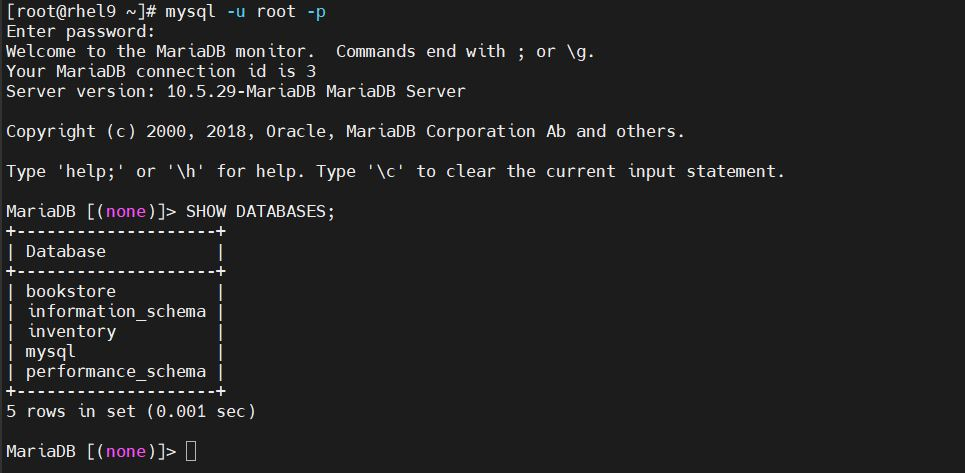 [root@rhel9 ~]# mysql -u root -p
Enter password:
Welcome to the MariaDB monitor.  Commands end with ; or \g.
Your MariaDB connection id is 3
Server version: 10.5.29-MariaDB MariaDB Server

Copyright (c) 2000, 2018, Oracle, MariaDB Corporation Ab and others.

Type 'help;' or '\h' for help. Type '\c' to clear the current input statement.

MariaDB [(none)]> SHOW DATABASES;
+--------------------+
| Database           |
+--------------------+
| bookstore          |
| information_schema |
| inventory          |
| mysql              |
| performance_schema |
+--------------------+
5 rows in set (0.001 sec)

MariaDB [(none)]>